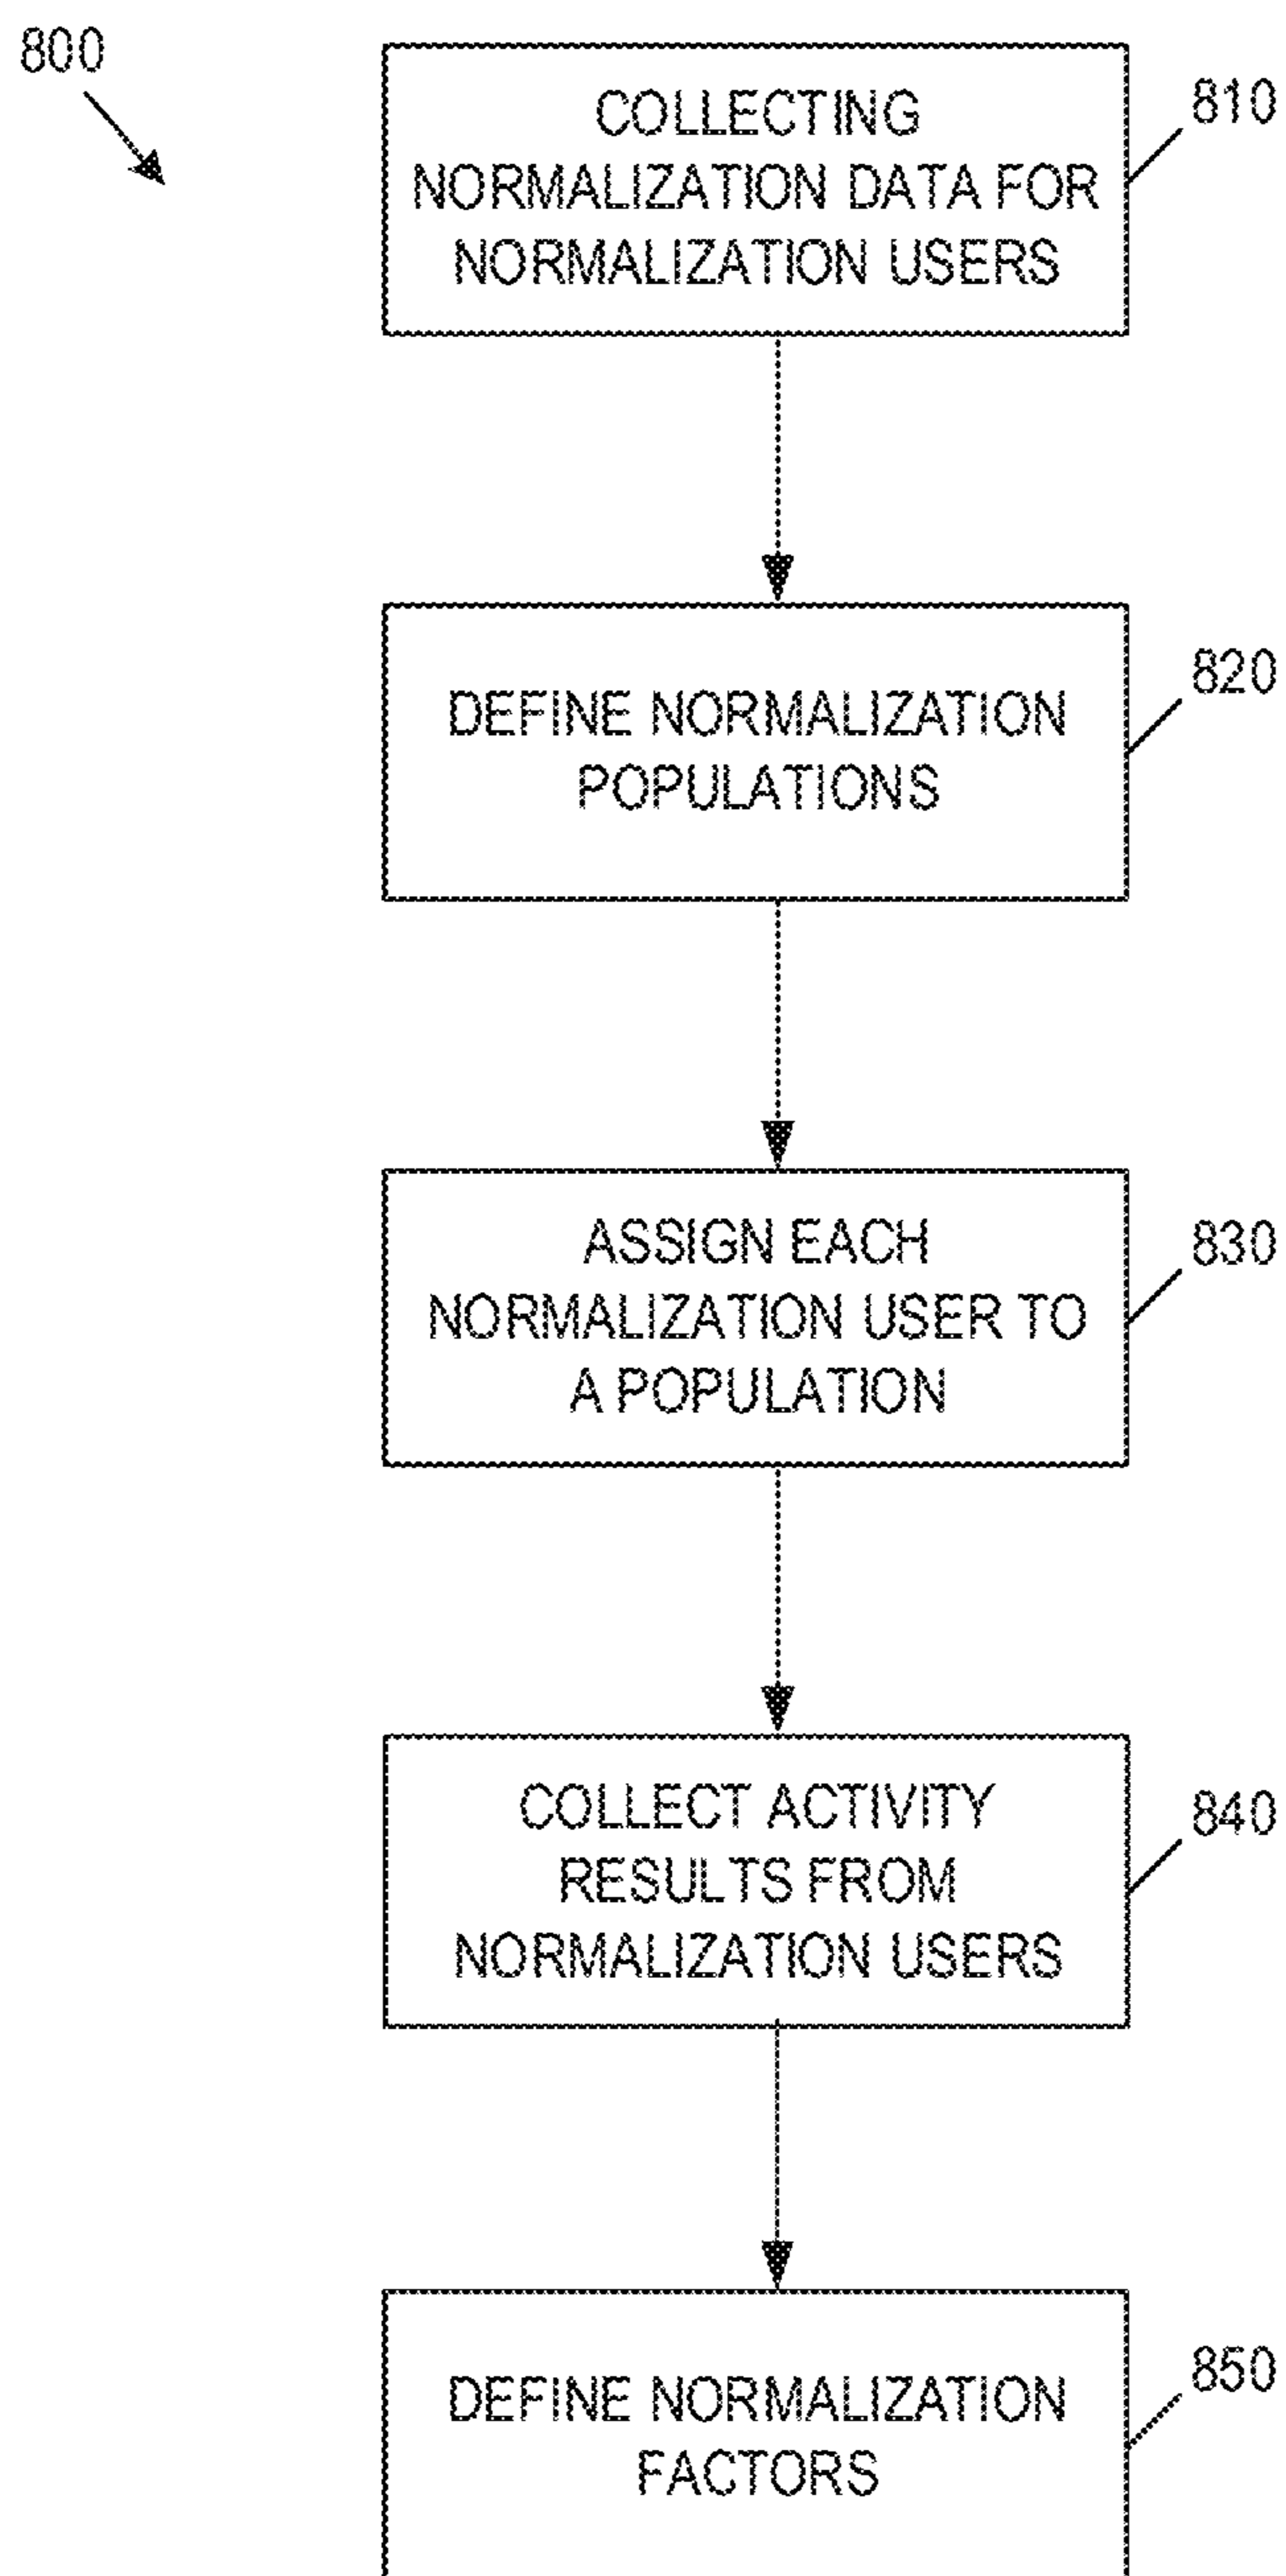 800
COLLECTING
NORMALIZATION DATA FOR
NORMALIZATION USERS
810
DEFINE NORMALIZATION
POPULATIONS
820
ASSIGN EACH
NORMALIZATION USER TO
A POPULATION
830
COLLECT ACTIVITY
RESULTS FROM
NORMALIZATION USERS
840
DEFINE NORMALIZATION
FACTORS
850